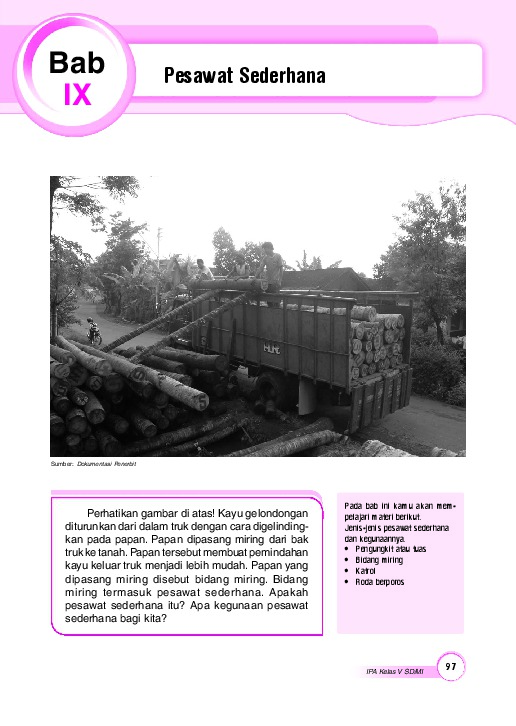 Bab
IX
Pesawat Sederhana
Sumber: Dokumentasi Penerbit
Perhatikan gambar di atas! Kayu gelondongan
diturunkan dari dalam truk dengan cara digelinding-
kan pada papan. Papan dipasang miring dari bak
truk ke tanah. Papan tersebut membuat pemindahan
kayu keluar truk menjadi lebih mudah. Papan yang
dipasang miring disebut bidang miring. Bidang
miring termasuk pesawat sederhana. Apakah
pesawat sederhana itu? Apa kegunaan pesawat
sederhana bagi kita?
Pada bab ini kamu akan mem-
pelajari materi berikut.
Jenis-jenis pesawat sederhana
dan kegunaannya.
• Pengungkit atau tuas
• Bidang miring
• Katrol
• Roda berporos
IPA Kelas V SD/MI
97